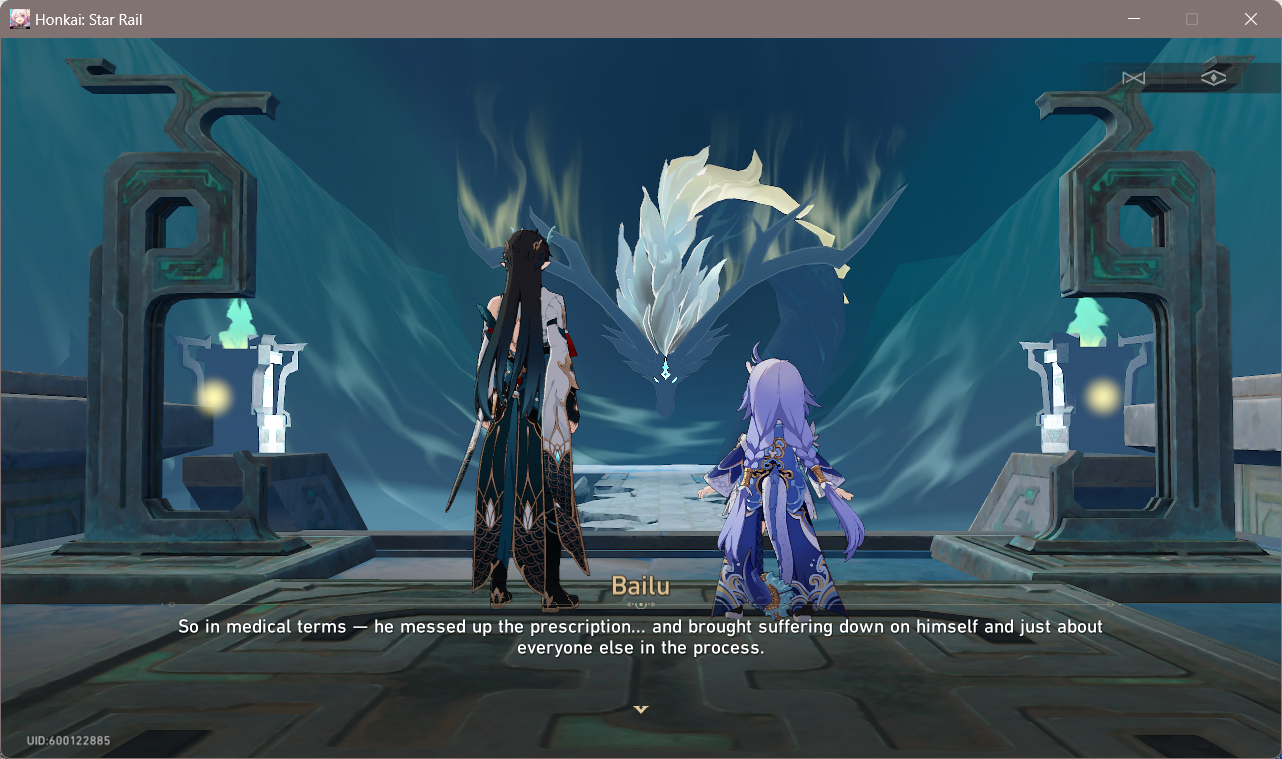 Honkai: Star Rail
Bailu
So in medical terms — he messed up the prescription... and brought suffering down on himself and just about
everyone else in the process.
UID:600122885